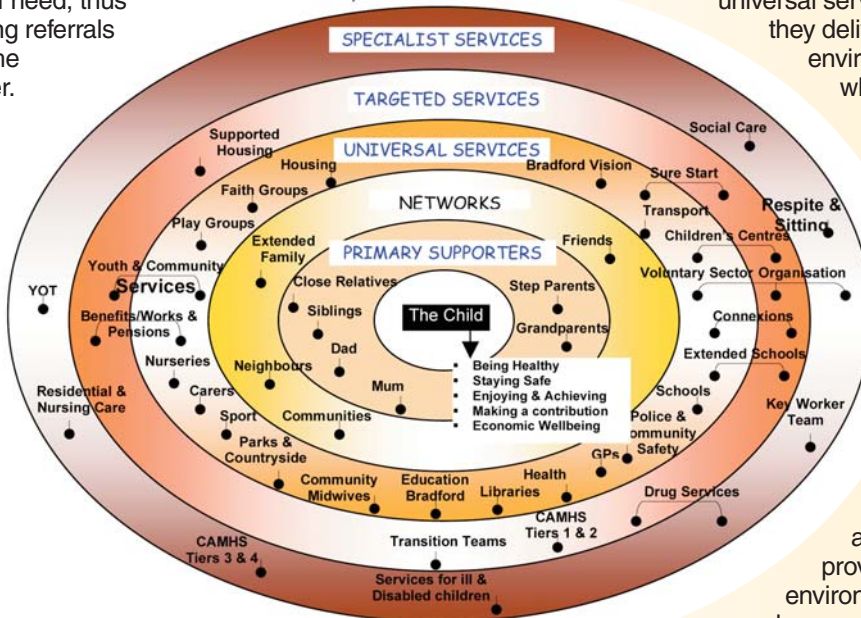 need, thus
ng referrals
ne
er.
universal serv
they deliv
enviro
wh
SPECIALIST SERVICES
TARGETED SERVICES
UNIVERSAL SERVICES
NETWORKS
PRIMARY SUPPORTERS
The Child
Being Healthy
Staying Safe
Enjoying & Achieving
Making a contribution
Economic Wellbeing
Supported
Housing
Housing
Faith Groups
Play Groups
Extended
Family
Close Relatives
Siblings
Dad
Mum
Youth & Community
Services
YOT
Benefits/Works &
Pensions
Nurseries
Neighbours
Residential &
Nursing Care
Carers
Sport
Communities
Parks &
Countryside
Community
Midwives
Education
Bradford
Libraries
Health
CAMHS
Tiers 3 & 4
Transition Teams
CAMHS
Tiers 1 & 2
Services for ill &
Disabled children
Social Care
Bradford Vision
Sure Start
Transport
Respite &
Sitting
Friends
Children's Centres
Voluntary Sector Organisation
Step Parents
Grandparents
Connexions
Extended Schools
Schools
Key Worker
Team
Police &
ommunity
Safety
GPs
Drug Services
a
prov
environ